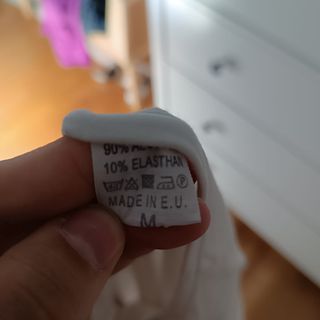 90%
10% ELASTHAN
MADE IN E.U.
M